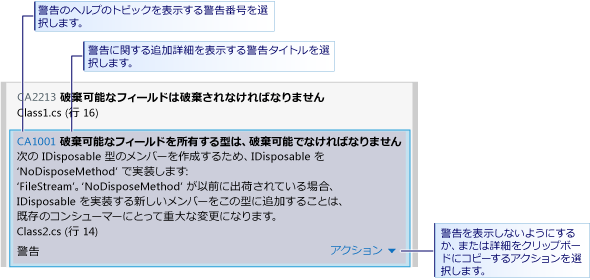 警告のヘルプのトピックを表示する警告番号を選
択します。
警告に関する追加詳細を表示する警告タイトルを選
択します。
CA2213 破棄可能なフィールドは破棄されなければなりません
Class1.cs (行 16)
CA1001 破棄可能なフィールドを所有する型は、破棄可能でなければなりません
次の IDisposable 型のメンバーを作成するため、IDisposable を
‘NoDisposeMethod’ で実装します:
‘FileStream’。‘NoDisposeMethod’ が以前に出荷されている場合、
IDisposable を実装する新しいメンバーをこの型に追加することは、
既存のコンシューマーにとって重大な変更になります。
Class2.cs (行 14)
警告
アクション
警告を表示しないようにする
か、または詳細をクリップボー
ドにコピーするアクションを選
択します。